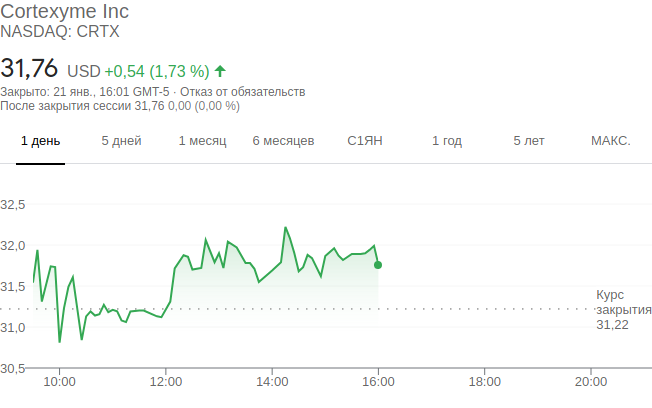 Cortexyme Inc
NASDAQ: CRTX
31,76 USD +0,54 (1,73 %)
Закрыто: 21 янв., 16:01 GMT-5 · Отказ от обязательств
После закрытия сессии 31,76 0,00 (0,00 %)
1 день 5 дней 1 месяц 6 месяцев С1ЯН 1 год 5 лет МАКС.
32,5
32,0
31,5
Курс
закрытия
31,22
31,0
30,5
10:00 12:00 14:00 16:00 18:00 20:00